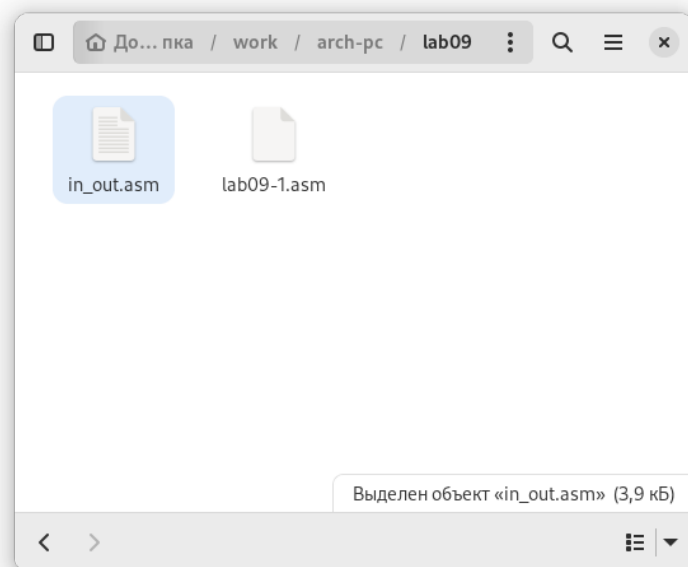 До... пка / work / arch-pc / lab09
in_out.asm
lab09-1.asm
Выделен объект «in_out.asm» (3,9 кБ)